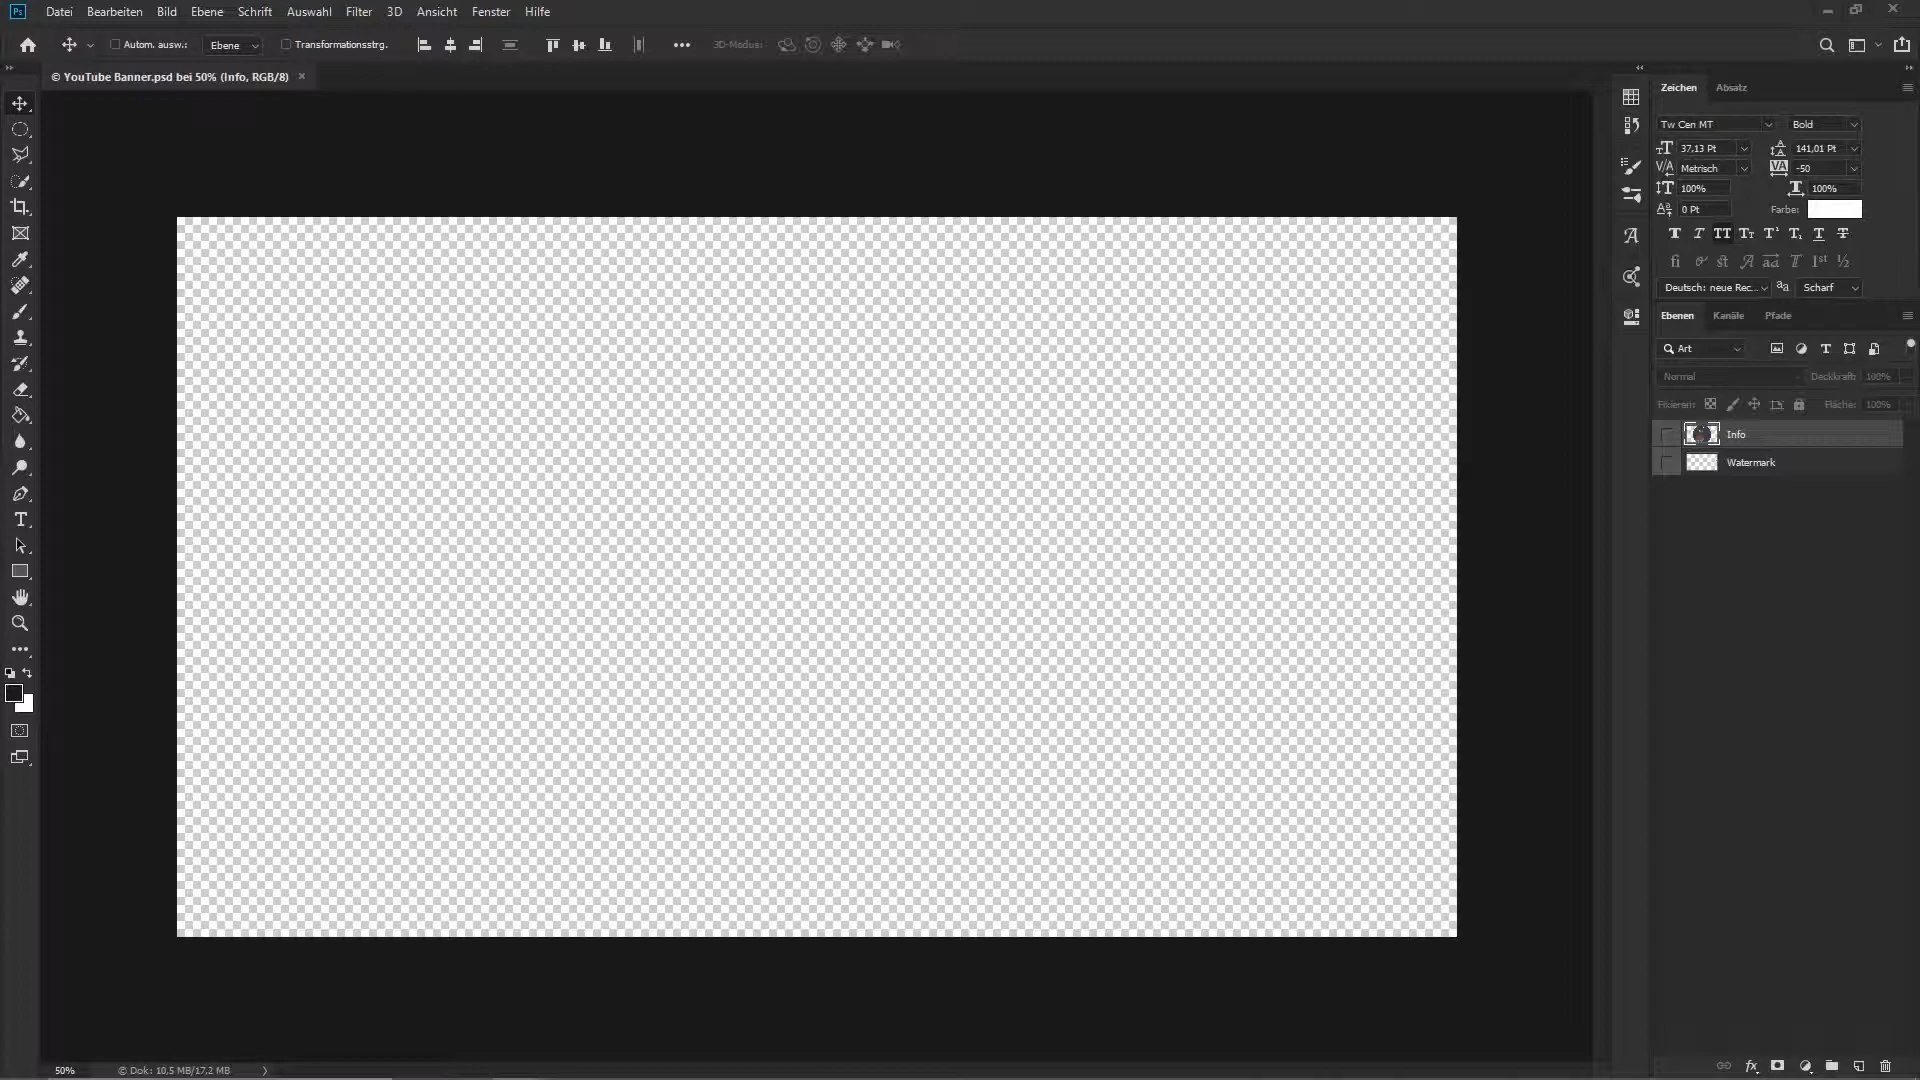 Ps Datei Bearbeiten Bild Ebene Schrift Auswahl Filter 3D Ansicht Fenster Hilfe
Autom. ausw.: Ebene Transformationsstrg. 3D-Modus:
© YouTube Banner.psd bei 50% (Info, RGB/8) ×
Zeichen Absatz
Tw Cen MT Bold
37,13 Pt 141,01 Pt
Metrisch -50
100% 100%
0 Pt Farbe:
Deutsch: neue Rec... Scharf
Ebenen Kanäle Pfade
Art
Normal Deckkraft: 100%
Fixieren: Fläche: 100%
Info
Watermark
50% © Dok: 10,5 MB/17,2 MB